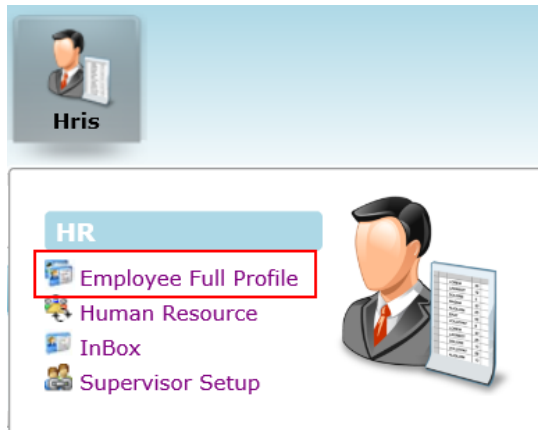 Hris
HR
Employee Full Profile
Human Resource
InBox
Supervisor Setup